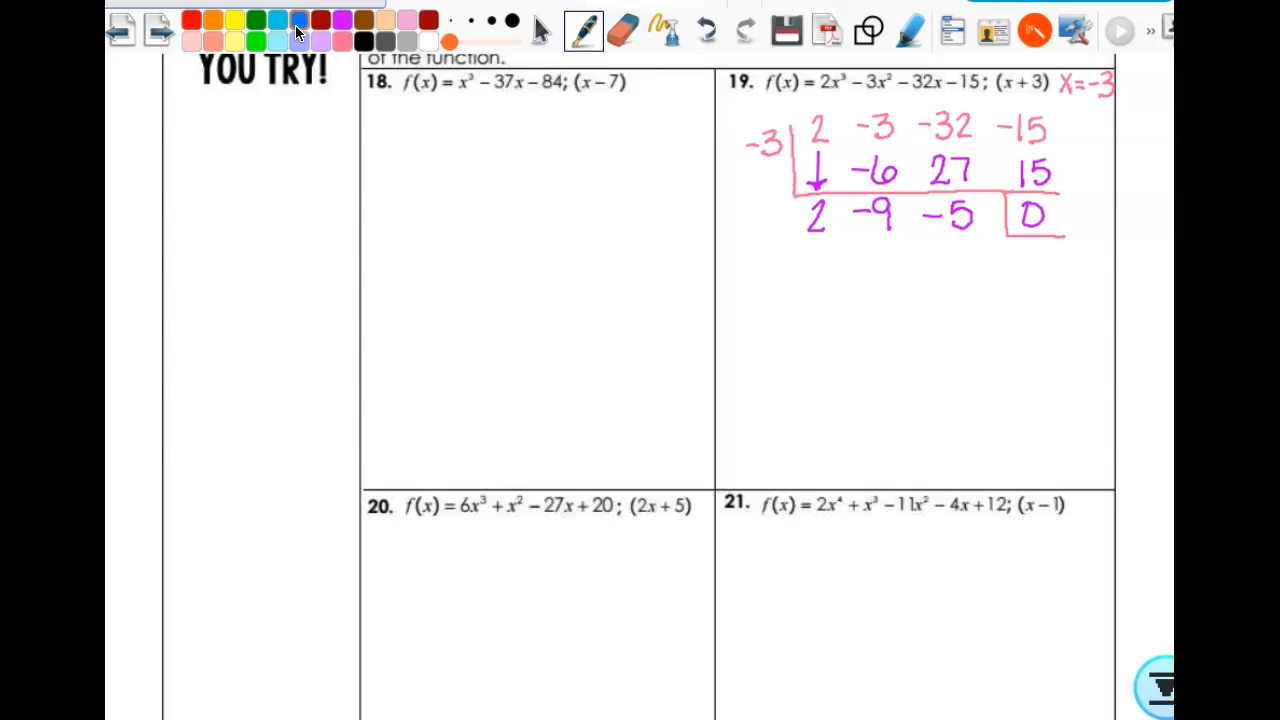 of the function.
YOU TRY!
18. f(x) = x³ − 37x − 84; (x − 7)
19. f(x) = 2x³ − 3x² − 32x − 15; (x + 3) x = -3
-3 2 -3 -32 -15
-6 27 15
2 -9 -5 0
20. f(x) = 6x³ + x² − 27x + 20; (2x + 5)
21. f(x) = 2x⁴ + x³ − 11x² − 4x + 12; (x − 1)